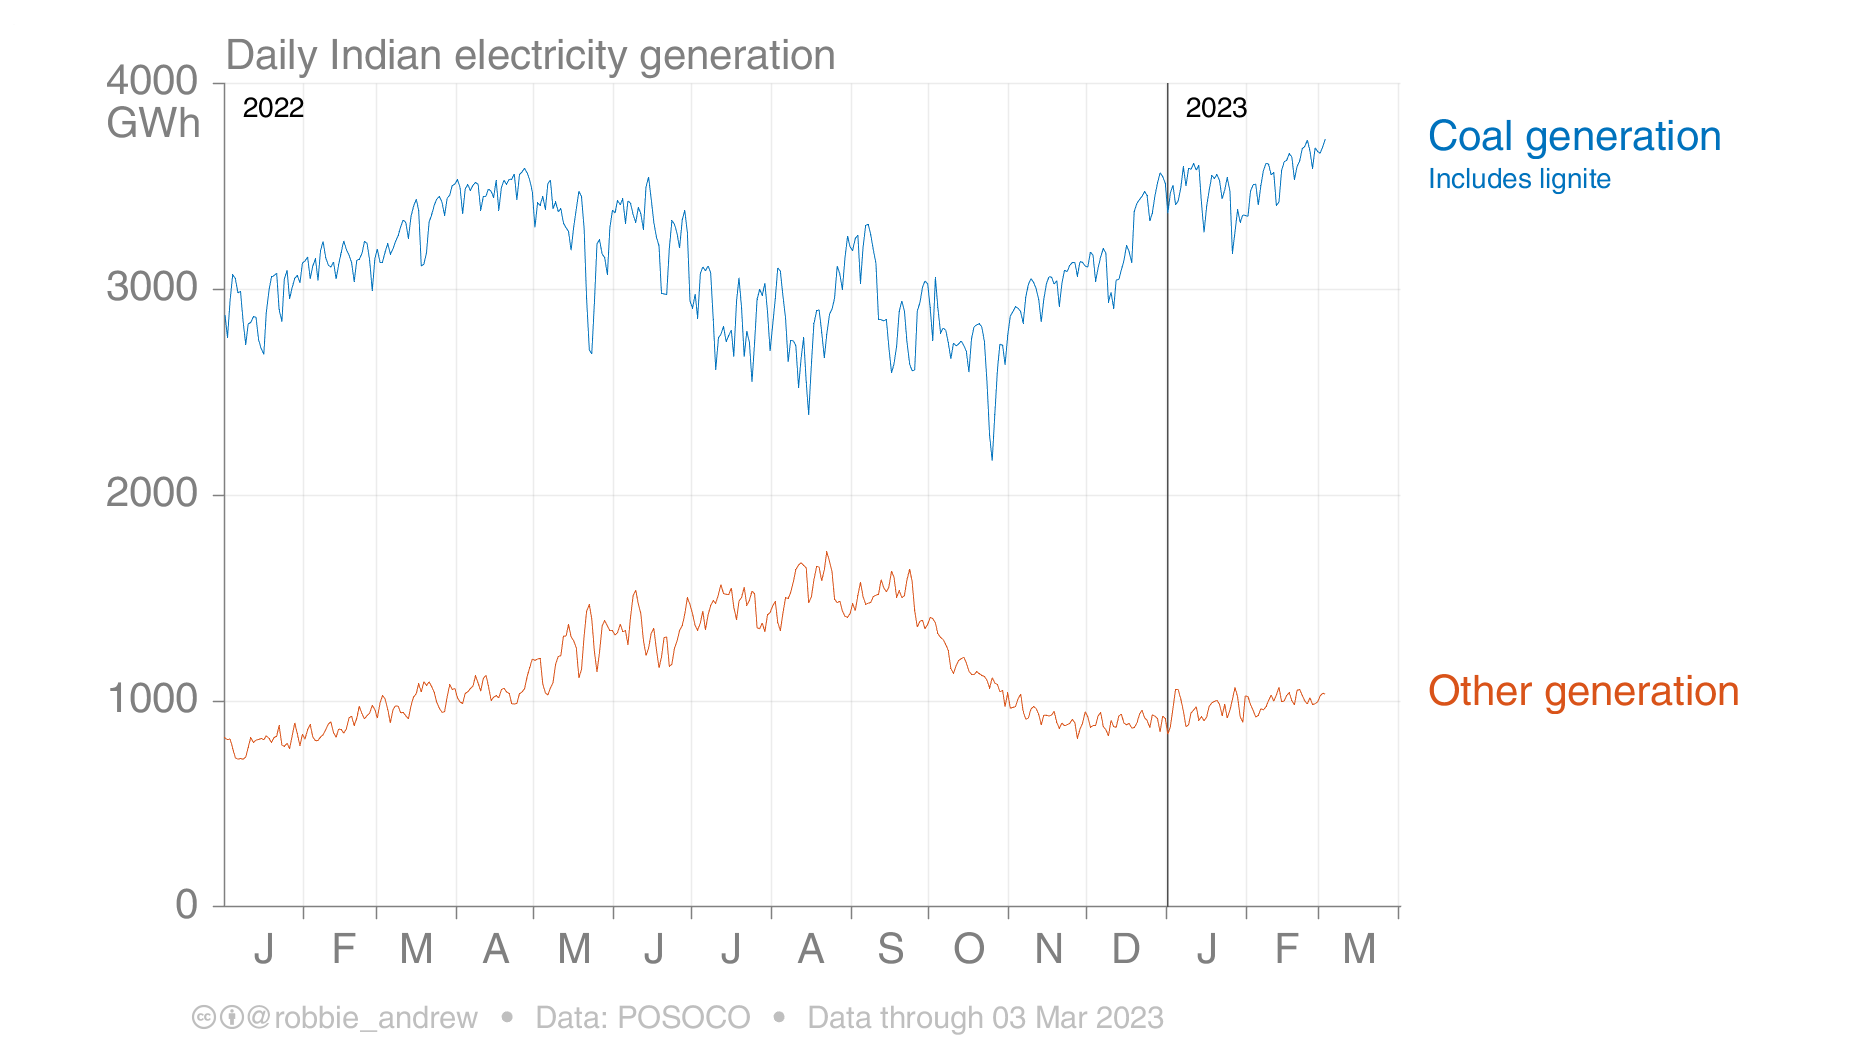 Daily Indian electricity generation
4000
GWh
2022
2023
Coal generation
Includes lignite
3000
2000
1000
Other generation
0
J F M A M J J A S O N D J F M
@robbie_andrew • Data: POSOCO • Data through 03 Mar 2023